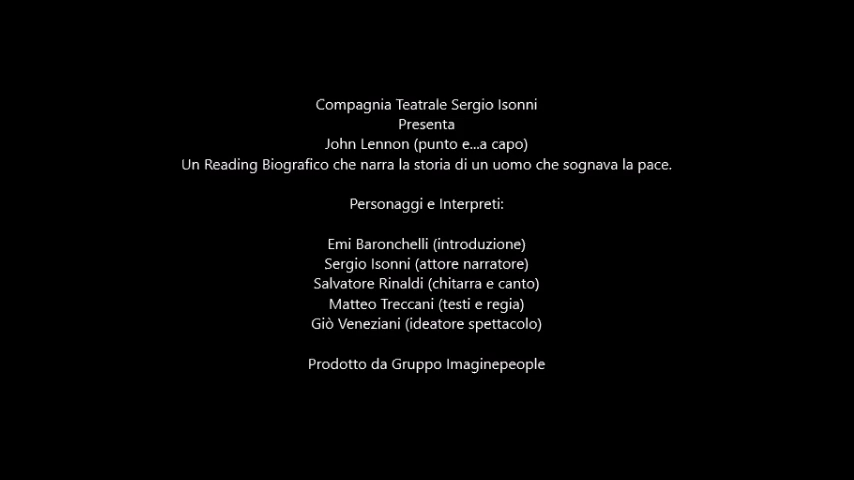 Compagnia Teatrale Sergio Isonni
Presenta
John Lennon (punto e...a capo)
Un Reading Biografico che narra la storia di un uomo che sognava la pace.
Personaggi e Interpreti:
Emi Baronchelli (introduzione)
Sergio Isonni (attore narratore)
Salvatore Rinaldi (chitarra e canto)
Matteo Treccani (testi e regia)
Giò Veneziani (ideatore spettacolo)
Prodotto da Gruppo Imaginepeople